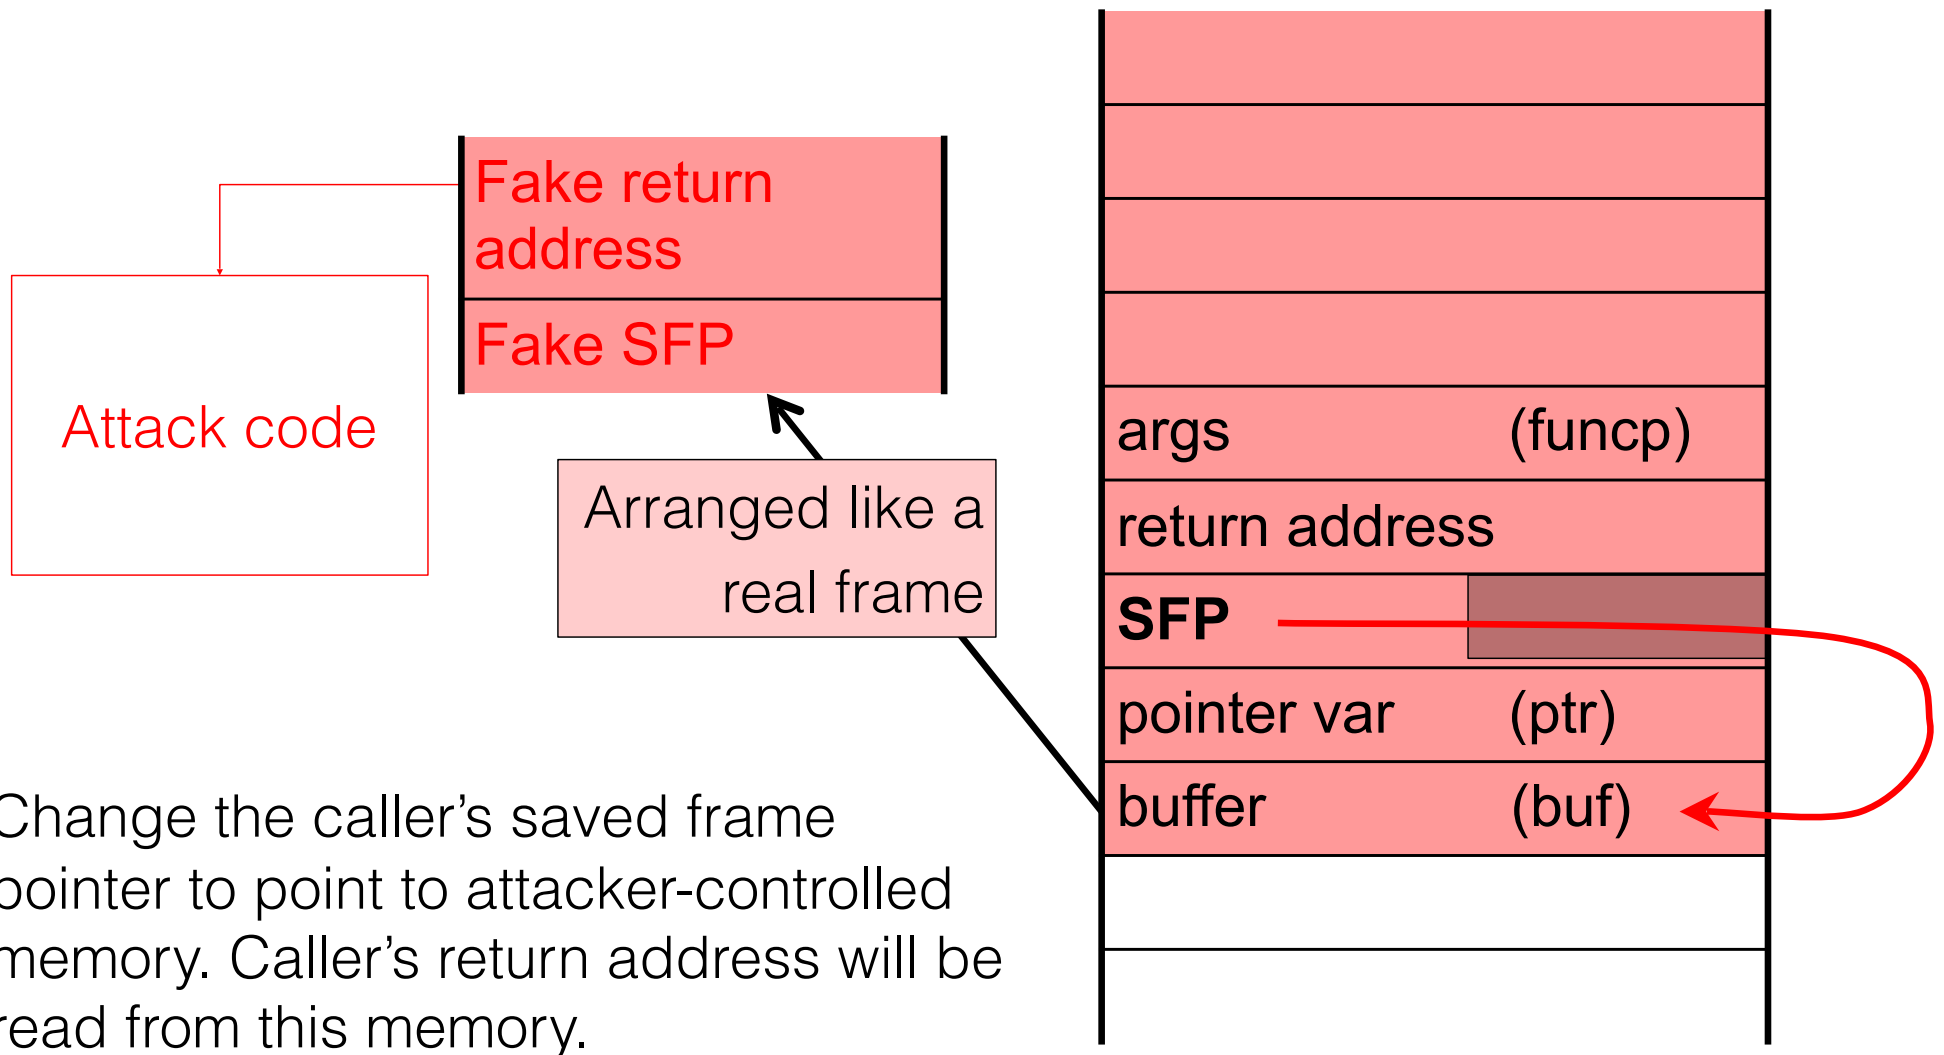 Fake return
address
Fake SFP
Attack code
Arranged like a
real frame
args (funcp)
return address
SFP
pointer var (ptr)
buffer (buf)
Change the caller’s saved frame
pointer to point to attacker-controlled
memory. Caller’s return address will be
read from this memory.